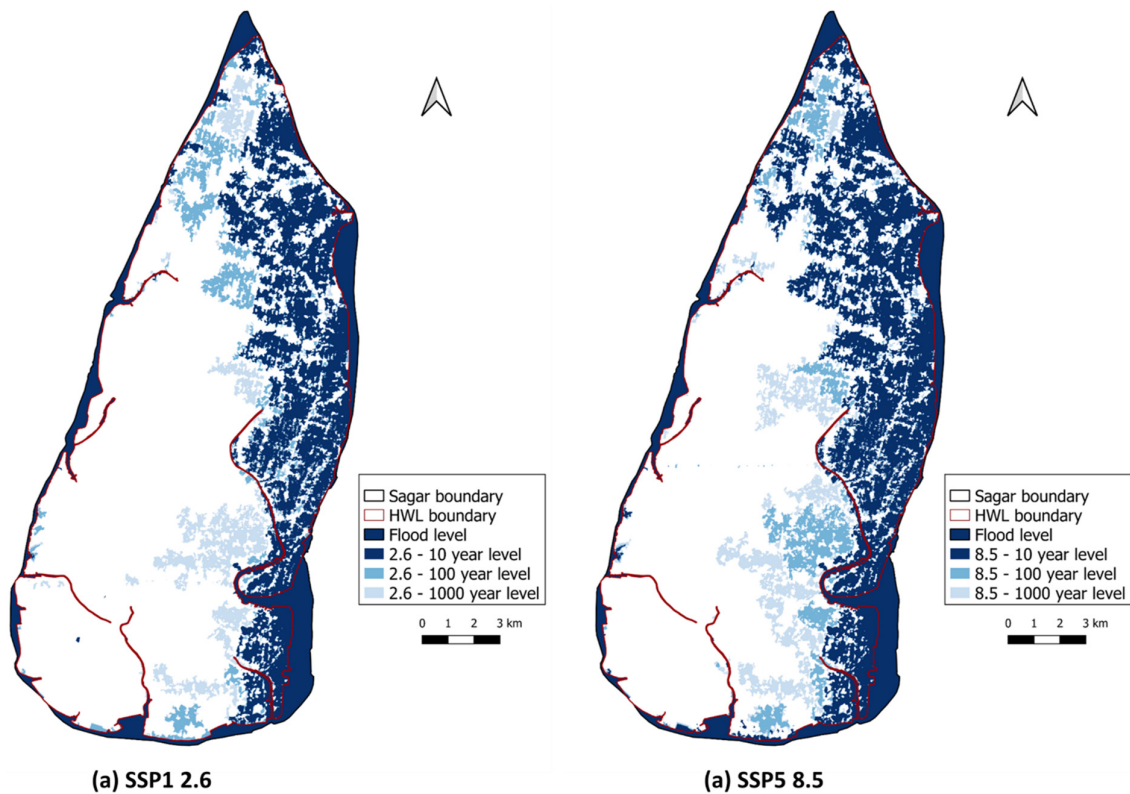 Sagar boundary
HWL boundary
Flood level
2.6 - 10 year level
2.6 - 100 year level
2.6 - 1000 year level
0 1 2 3 km
(a) SSP1 2.6
Sagar boundary
HWL boundary
Flood level
8.5 - 10 year level
8.5 - 100 year level
8.5 - 1000 year level
0 1 2 3 km
(a) SSP5 8.5